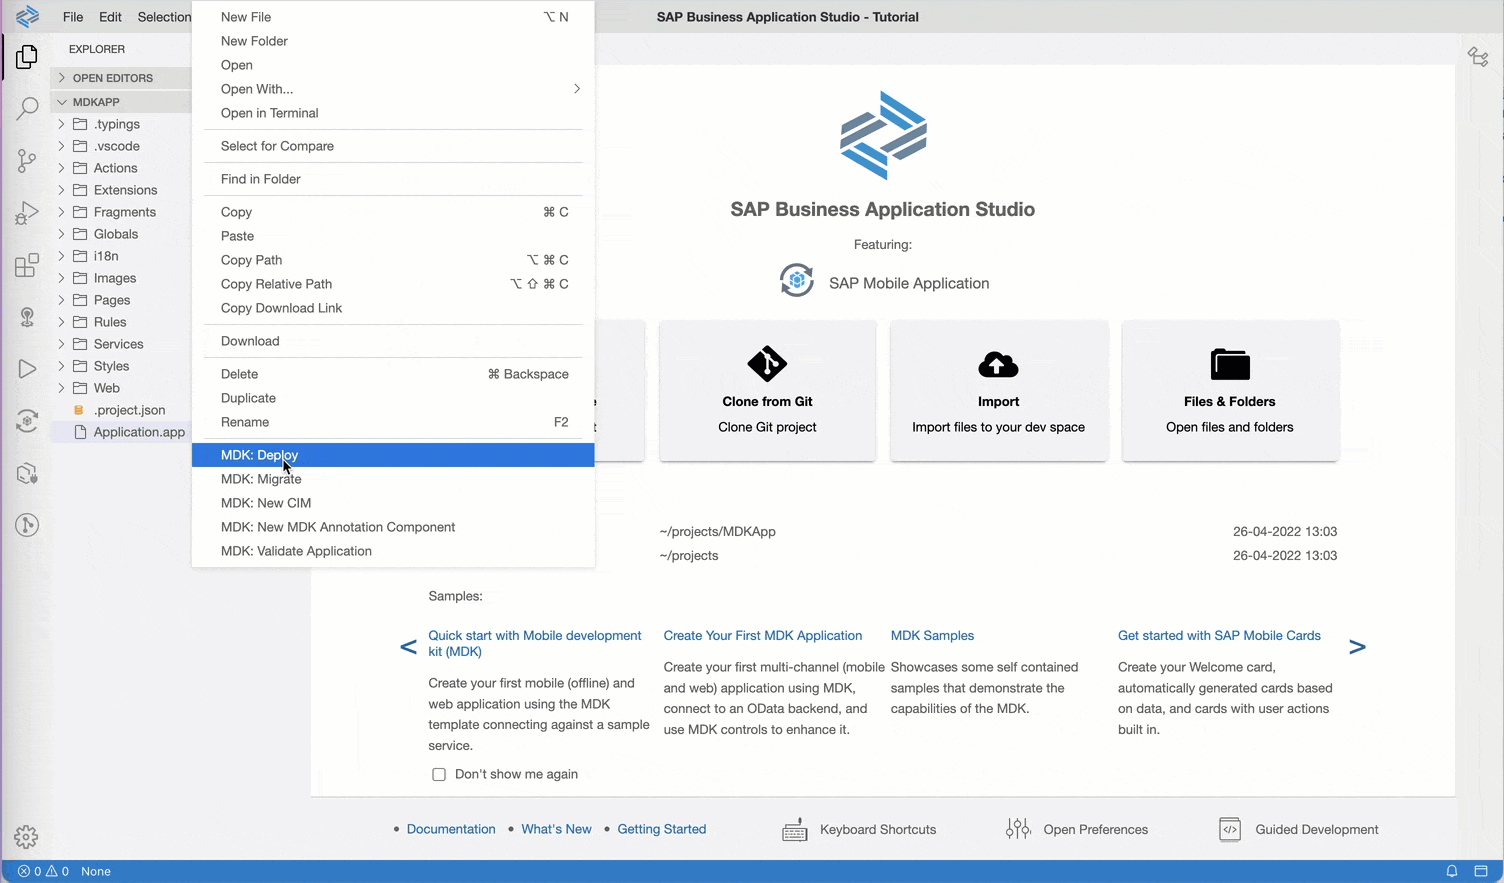 File Edit Selection
SAP Business Application Studio - Tutorial
EXPLORER
OPEN EDITORS
MDKAPP
.typings
.vscode
Actions
Extensions
Fragments
Globals
i18n
Images
Pages
Rules
Services
Styles
Web
.project.json
Application.app
New File ⌥ N
New Folder
Open
Open With...
Open in Terminal
Select for Compare
Find in Folder
Copy ⌘ C
Paste
Copy Path ⌥ ⌘ C
Copy Relative Path ⌥ ⇧ ⌘ C
Copy Download Link
Download
Delete ⌘ Backspace
Duplicate
Rename F2
MDK: Deploy
MDK: Migrate
MDK: New CIM
MDK: New MDK Annotation Component
MDK: Validate Application
SAP Business Application Studio
Featuring:
SAP Mobile Application
Clone from Git
Clone Git project
Import
Import files to your dev space
Files & Folders
Open files and folders
~/projects/MDKApp 26-04-2022 13:03
~/projects 26-04-2022 13:03
Samples:
<
Quick start with Mobile development
kit (MDK)
Create your first mobile (offline) and
web application using the MDK
template connecting against a sample
service.
Create Your First MDK Application
Create your first multi-channel (mobile
and web) application using MDK,
connect to an OData backend, and
use MDK controls to enhance it.
MDK Samples
Showcases some self contained
samples that demonstrate the
capabilities of the MDK.
Get started with SAP Mobile Cards
Create your Welcome card,
automatically generated cards based
on data, and cards with user actions
built in.
>
Don't show me again
• Documentation • What's New • Getting Started
Keyboard Shortcuts
Open Preferences
Guided Development
0 0 None